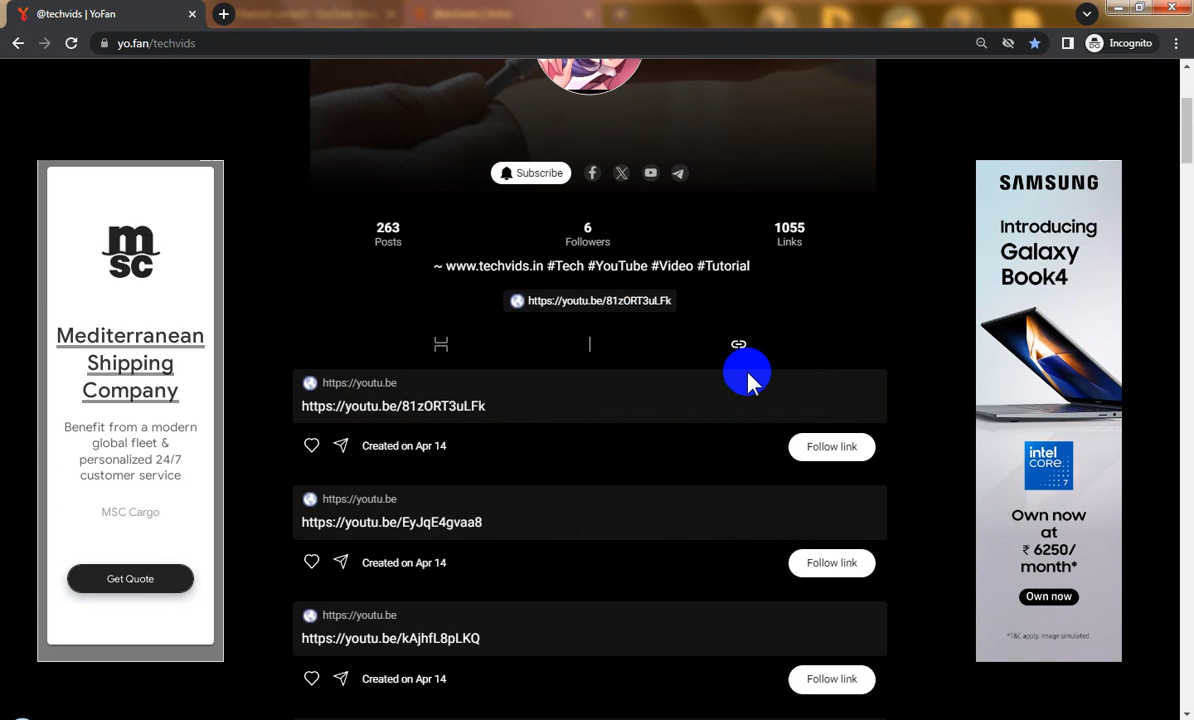 @techvids | YoFan
yo.fan/techvids
Incognito
Subscribe
263
Posts
6
Followers
1055
Links
~ www.techvids.in #Tech #YouTube #Video #Tutorial
https://youtu.be/81zORT3uLFk
https://youtu.be
https://youtu.be/81zORT3uLFk
Created on Apr 14
Follow link
https://youtu.be
https://youtu.be/EyJqE4gvaa8
Created on Apr 14
Follow link
https://youtu.be
https://youtu.be/kAjhfL8pLKQ
Created on Apr 14
Follow link
msc
Mediterranean
Shipping
Company
Benefit from a modern
global fleet &
personalized 24/7
customer service
MSC Cargo
Get Quote
SAMSUNG
Introducing
Galaxy
Book4
intel
CORE
7
Own now
at
₹ 6250/
month*
Own now
*T&C apply. Image simulated.